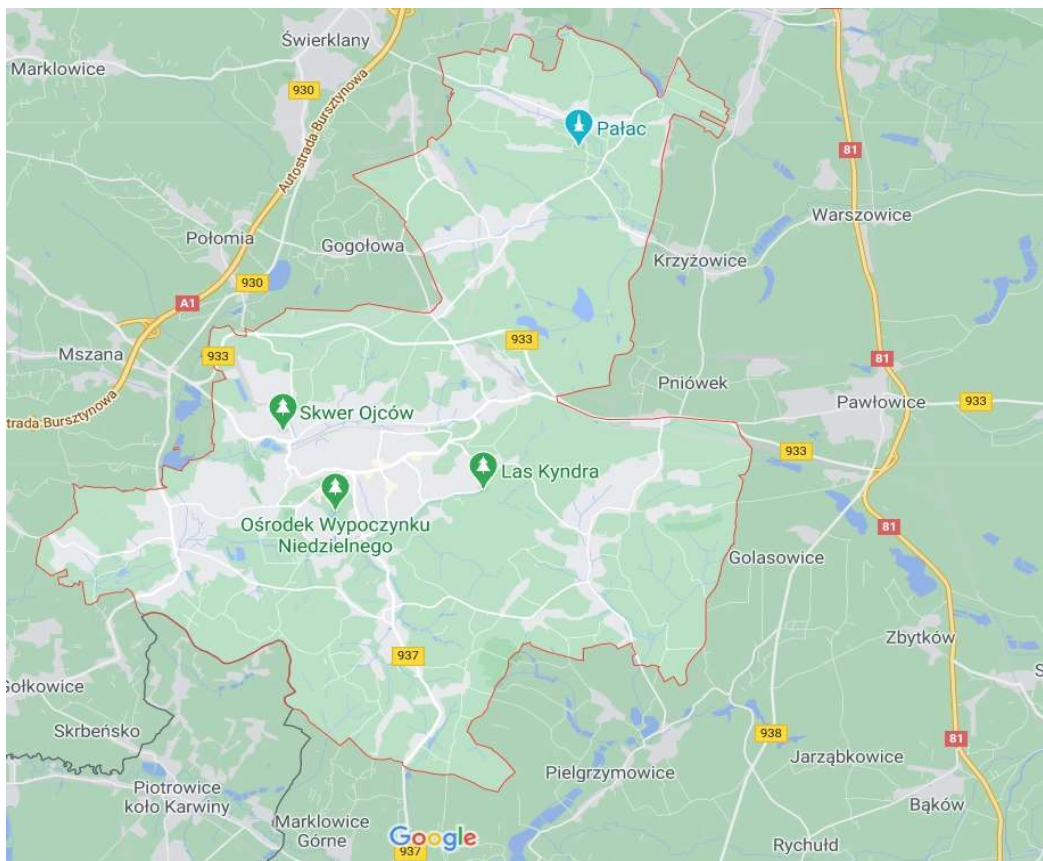 Świerklany
Marklowice
930
Autostrada Bursztynowa
Pałac
81
Warszowice
Połomia
Gogołowa
Krzyżowice
930
A1
Mszana
933
933
81
Pniówek
Pawłowice
933
trada Bursztynowa
Skwer Ojców
933
Las Kyndra
Ośrodek Wypoczynku
Niedzielnego
81
Golasowice
Zbytków
937
Gołkowice
S
Skrbeńsko
938
81
Jarząbkowice
Pielgrzymowice
Piotrowice
koło Karwiny
Bąków
Marklowice
Górne
Google
937
Rychułd